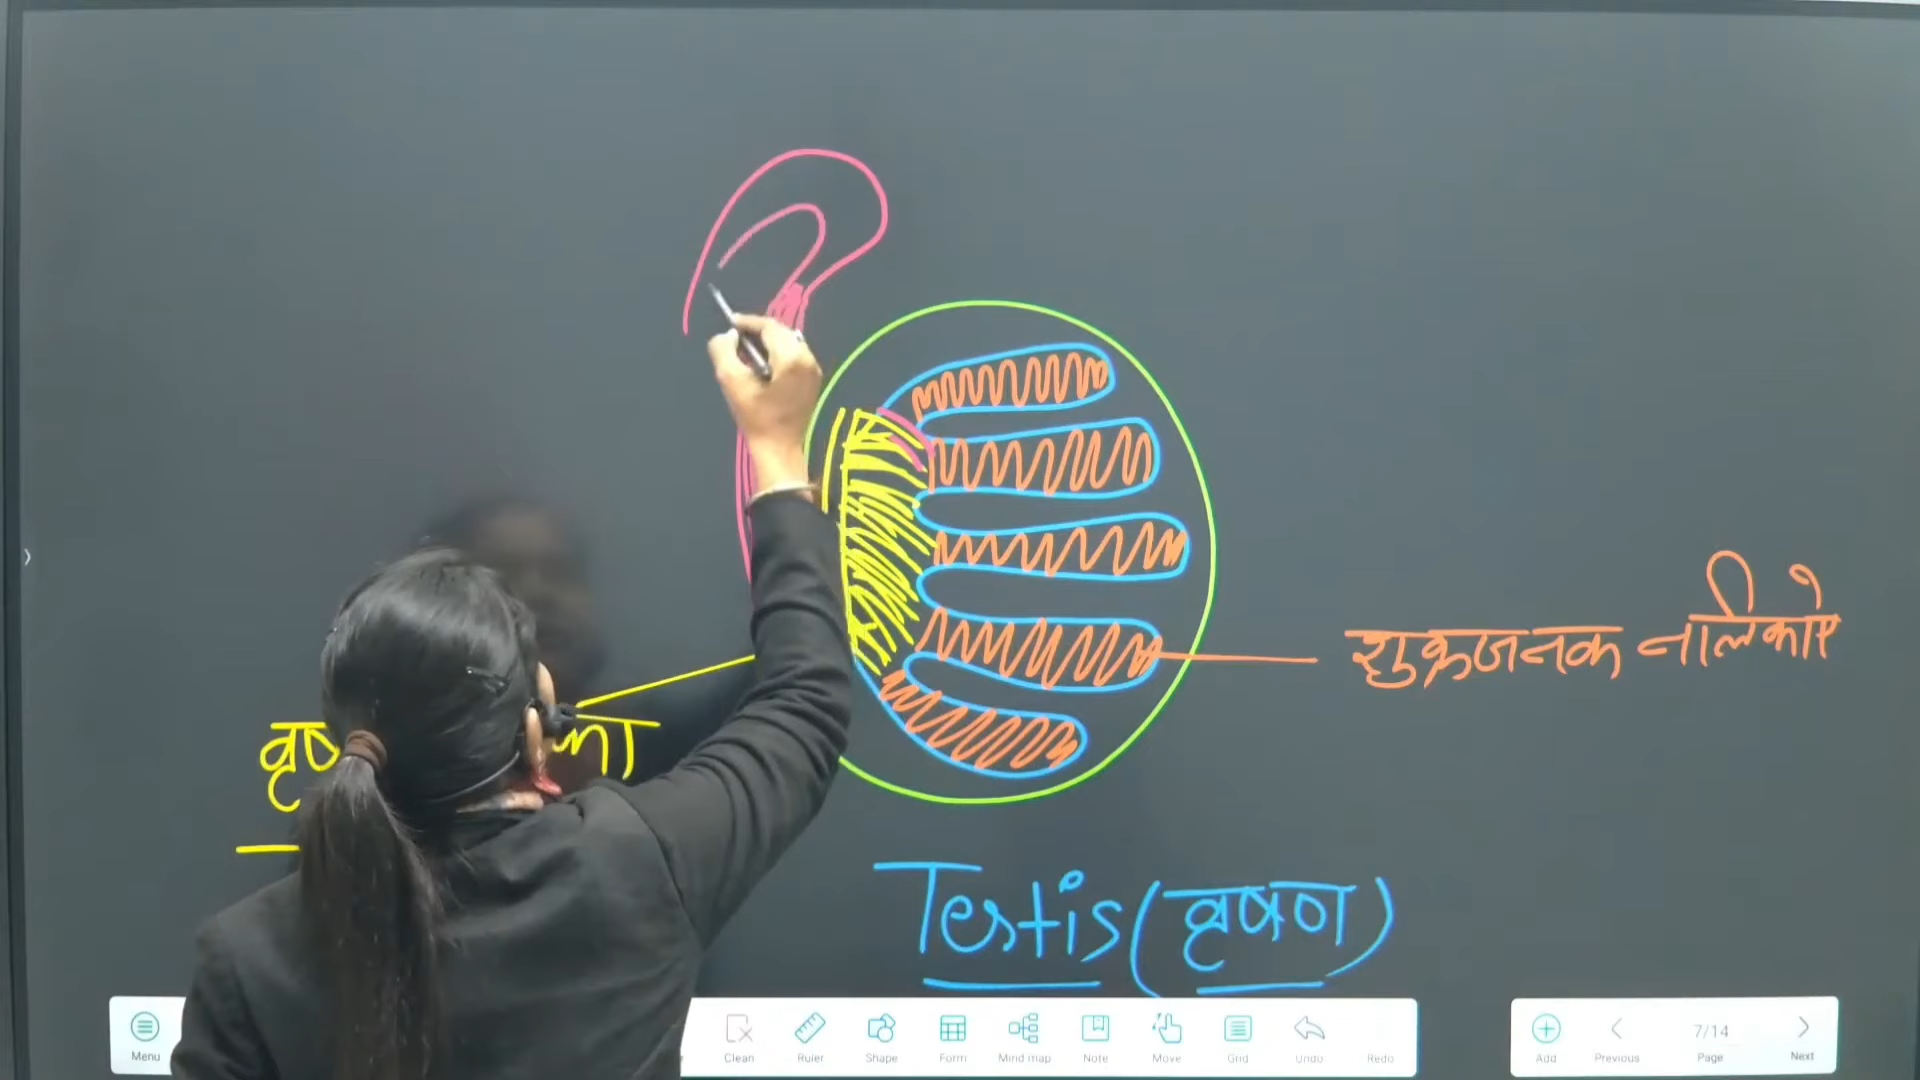 शुक्रजनक नालिकाएँ
Testis (वृषण)
Menu
Clean
Ruler
Shape
Form
Mind map
Note
Move
Grid
Undo
Redo
Add
Previous
7/14
Page
Next